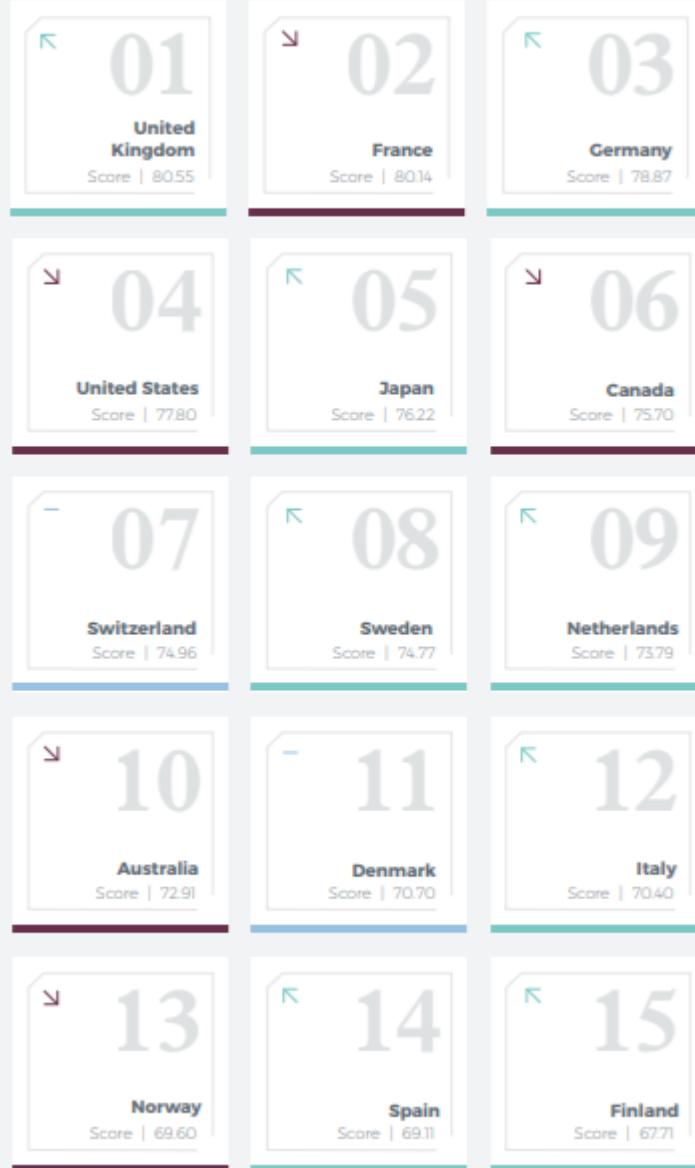 01
United
Kingdom
Score | 80.55
02
France
Score | 80.14
03
Germany
Score | 78.87
04
United States
Score | 77.80
05
Japan
Score | 76.22
06
Canada
Score | 75.70
07
Switzerland
Score | 74.96
08
Sweden
Score | 74.77
09
Netherlands
Score | 73.79
10
Australia
Score | 72.91
11
Denmark
Score | 70.70
12
Italy
Score | 70.40
13
Norway
Score | 69.60
14
Spain
Score | 69.11
15
Finland
Score | 67.71